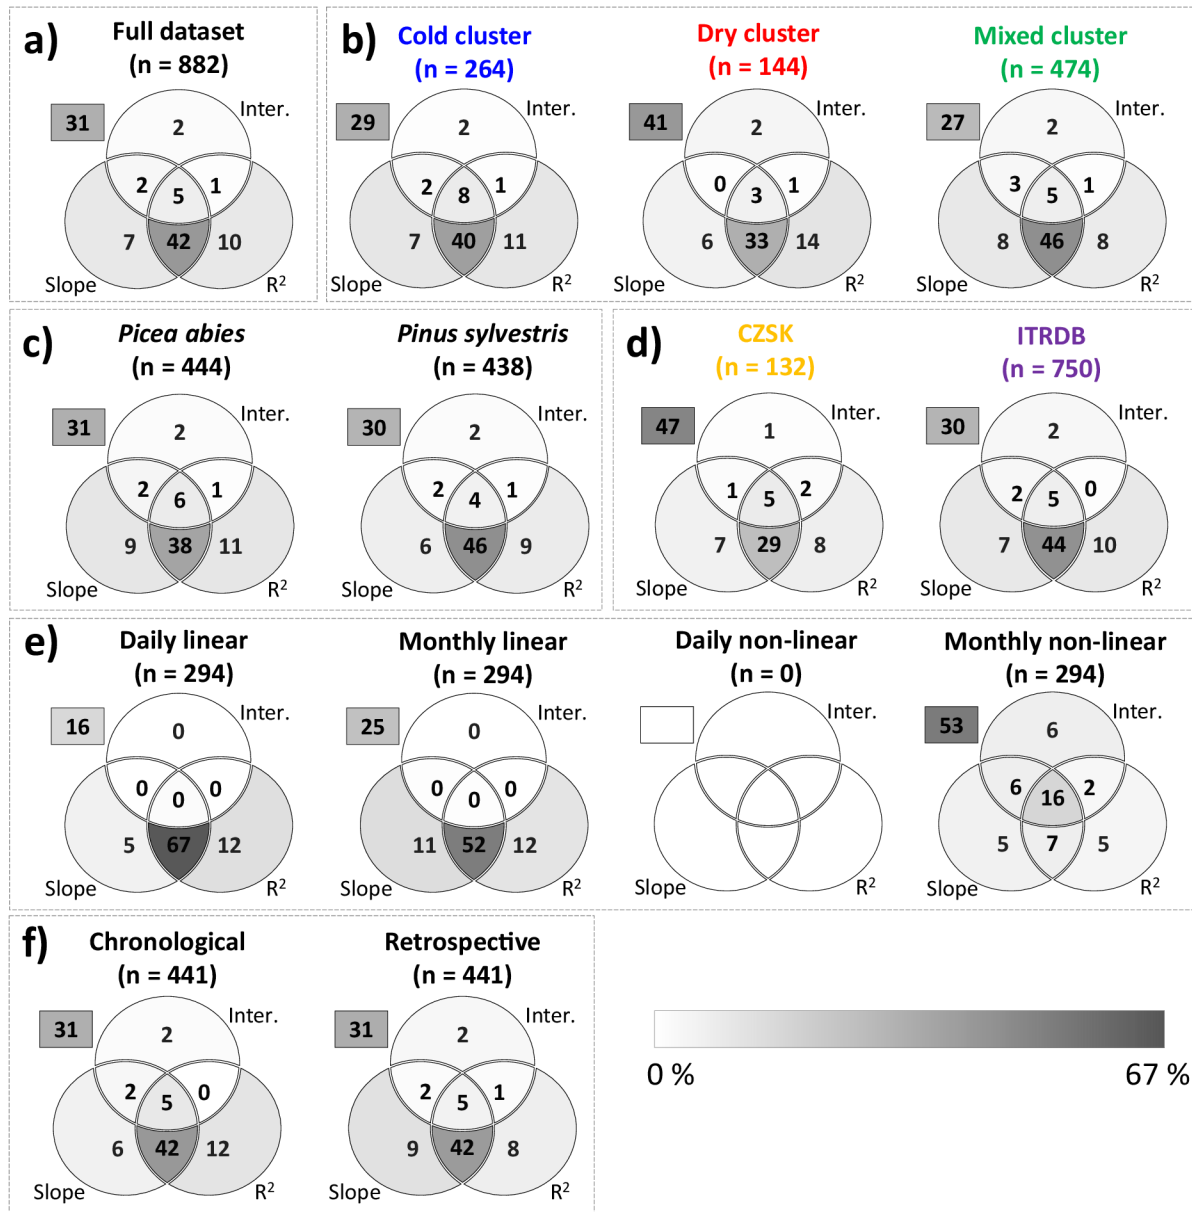 a) Full dataset
(n = 882)
31
Inter.
2
2 5 1
7 42 10
Slope R²
b) Cold cluster
(n = 264)
29
2
2 8 1
7 40 11
Slope R²
Dry cluster
(n = 144)
41
Inter.
2
0 3 1
6 33 14
Slope R²
Mixed cluster
(n = 474)
27
Inter.
2
3 5 1
8 46 8
Slope R²
c) Picea abies
(n = 444)
31
Inter.
2
2 6 1
9 38 11
Slope R²
Pinus sylvestris
(n = 438)
30
Inter.
2
2 4 1
6 46 9
Slope R²
d) CZSK
(n = 132)
47
Inter.
1
1 5 2
7 29 8
Slope R²
ITRDB
(n = 750)
30
Inter.
2
2 5 0
7 44 10
Slope R²
e) Daily linear
(n = 294)
16
Inter.
0
0 0 0
5 67 12
Slope R²
Monthly linear
(n = 294)
25
Inter.
0
0 0 0
11 52 12
Slope R²
Daily non-linear
(n = 0)
Inter.
Slope R²
Monthly non-linear
(n = 294)
53
Inter.
6
6 16 2
5 7 5
Slope R²
f) Chronological
(n = 441)
31
Inter.
2
2 5 0
6 42 12
Slope R²
Retrospective
(n = 441)
31
Inter.
2
2 5 1
9 42 8
Slope R²
0 % 67 %